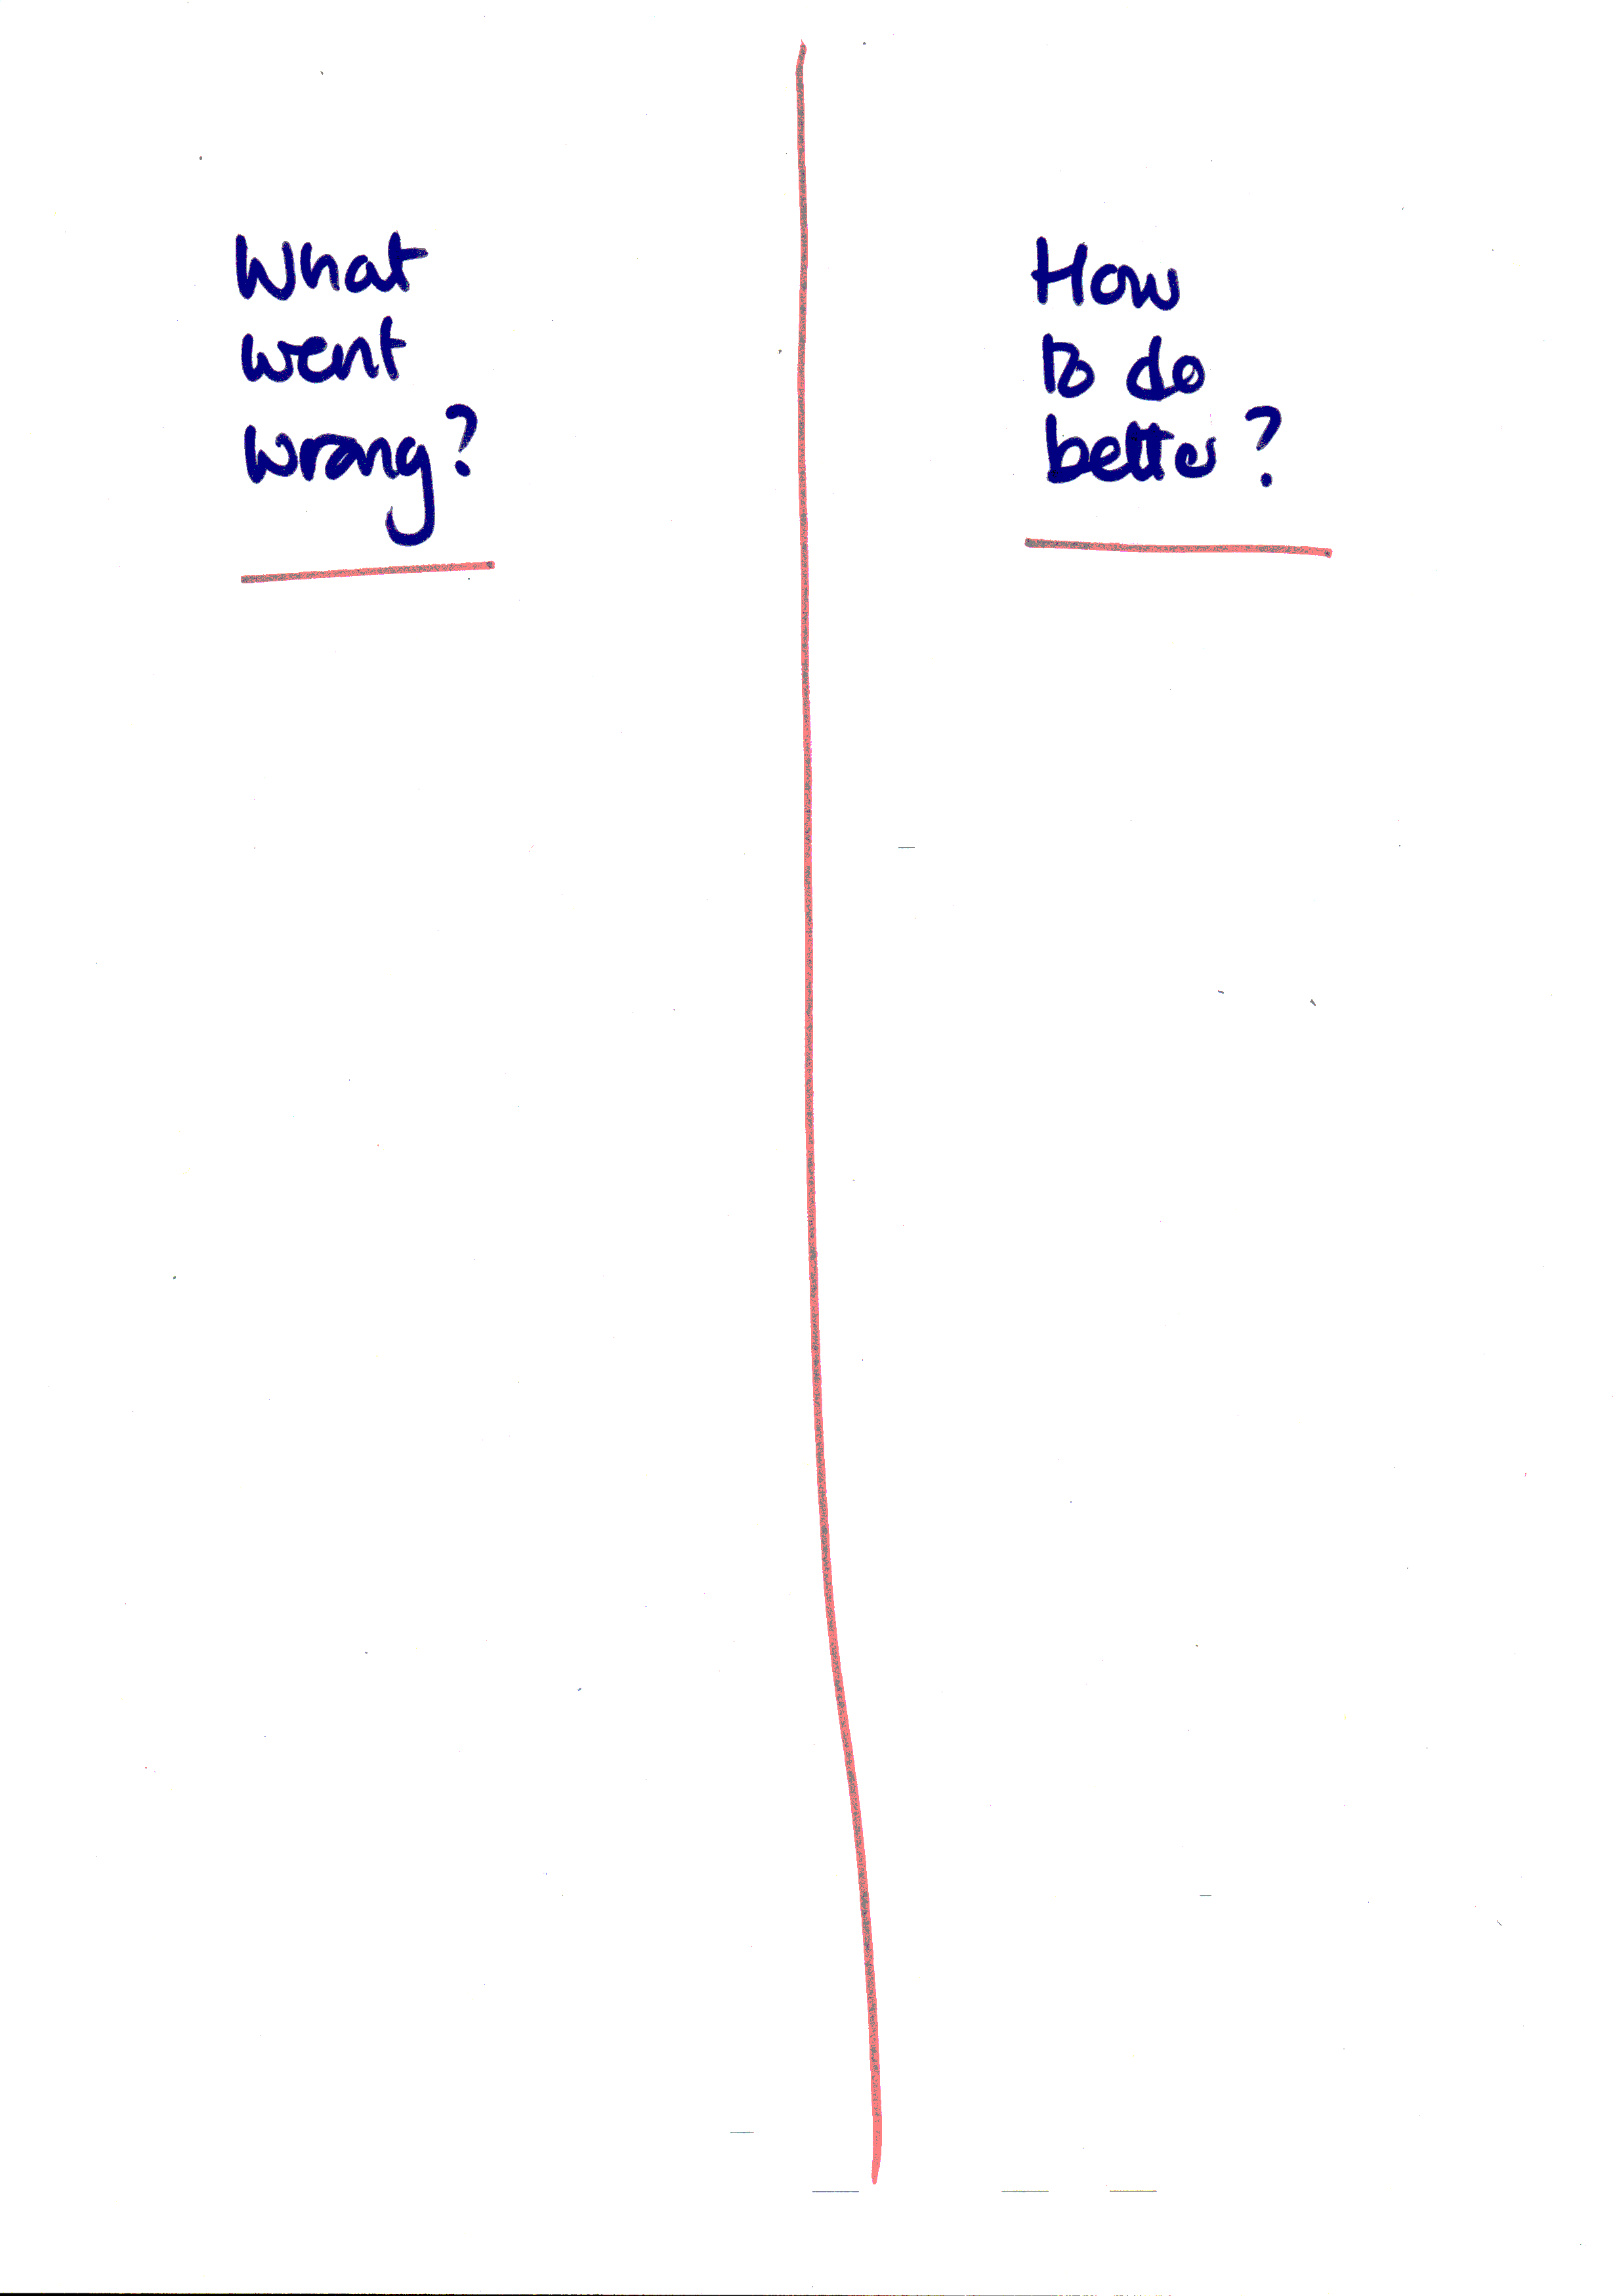 What
went
wrong?
How
to do
better?